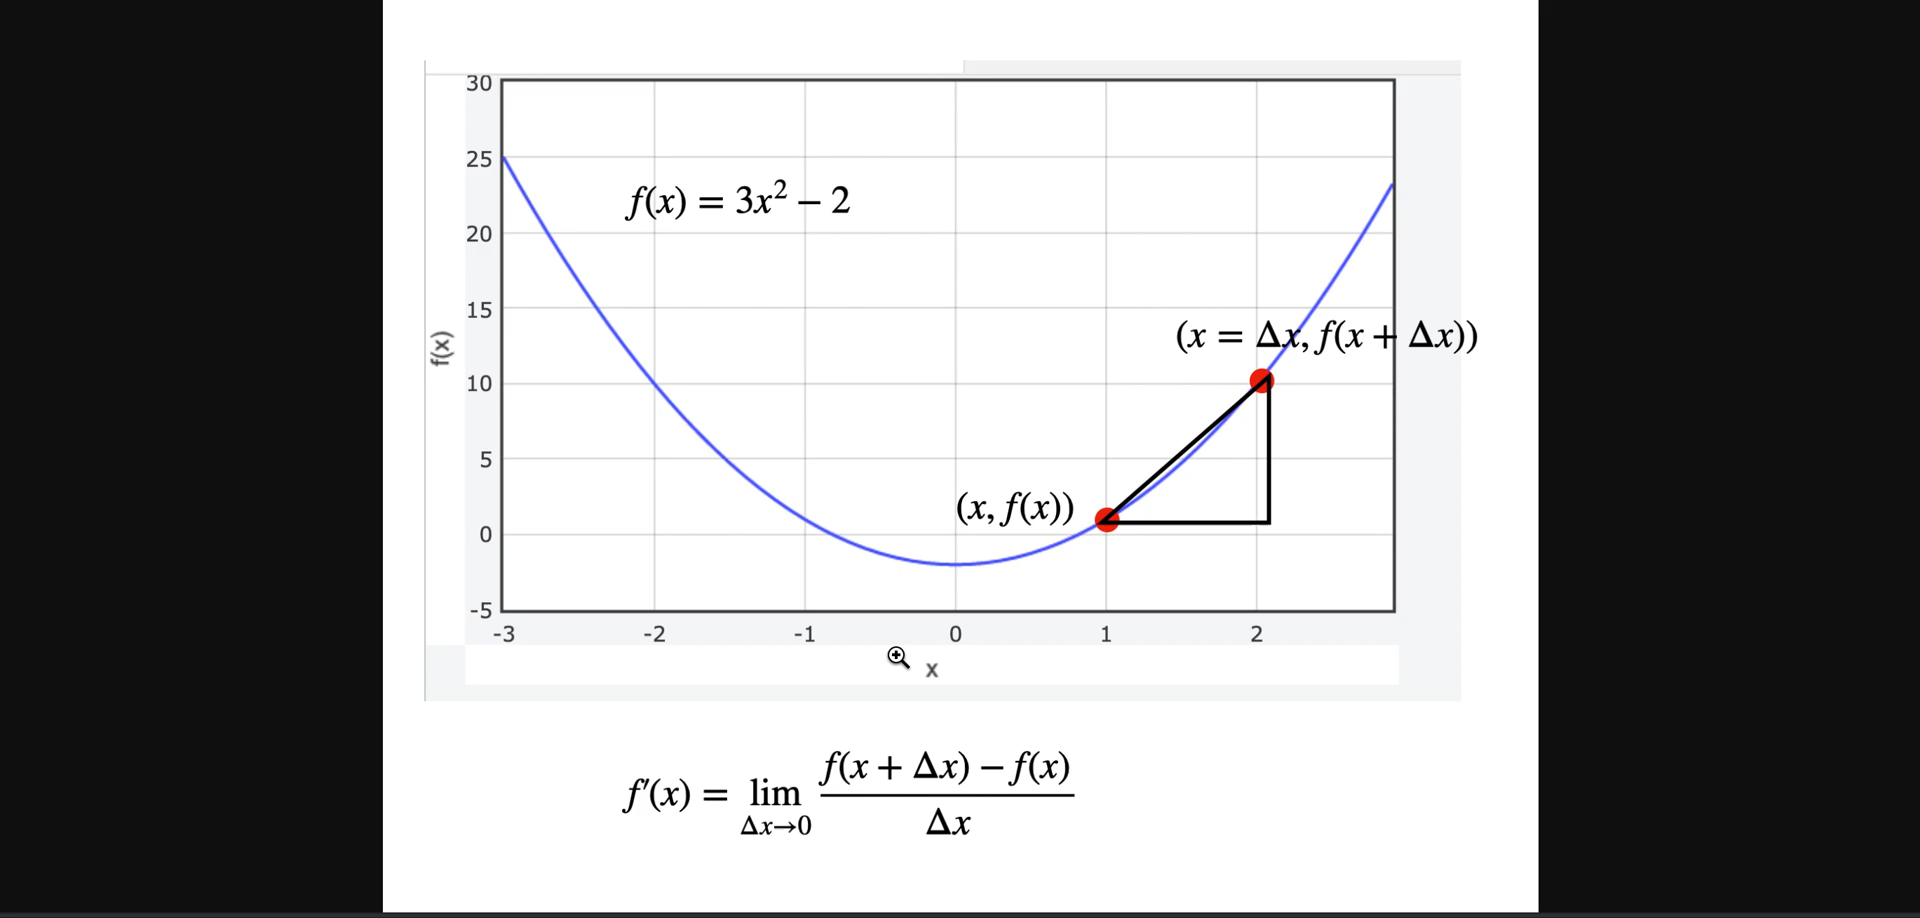 30
25
f(x) = 3x² − 2
20
15
(x = Δx, f(x + Δx))
f(x)
10
5
(x, f(x))
0
-5
-3 -2 -1 0 1 2
x
f′(x) = lim Δx→0 f(x + Δx) − f(x) / Δx